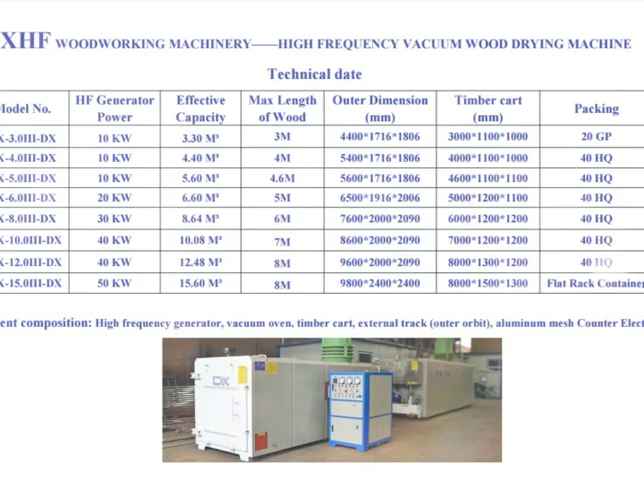 XHF WOODWORKING MACHINERY——HIGH FREQUENCY VACUUM WOOD DRYING MACHINE
Technical date
Model No. HF Generator Power Effective Capacity Max Length of Wood Outer Dimension (mm) Timber cart (mm) Packing
X-3.0III-DX 10 KW 3.30 M³ 3M 4400*1716*1806 3000*1100*1000 20 GP
X-4.0III-DX 10 KW 4.40 M³ 4M 5400*1716*1806 4000*1100*1000 40 HQ
X-5.0III-DX 10 KW 5.60 M³ 4.6M 5600*1716*1806 4600*1100*1100 40 HQ
X-6.0III-DX 20 KW 6.60 M³ 5M 6500*1916*2006 5000*1200*1100 40 HQ
X-8.0III-DX 30 KW 8.64 M³ 6M 7600*2000*2090 6000*1200*1200 40 HQ
X-10.0III-DX 40 KW 10.08 M³ 7M 8600*2000*2090 7000*1200*1200 40 HQ
X-12.0III-DX 40 KW 12.48 M³ 8M 9600*2000*2090 8000*1300*1200 40 HQ
X-15.0III-DX 50 KW 15.60 M³ 8M 9800*2400*2400 8000*1500*1300 Flat Rack Container
ent composition: High frequency generator, vacuum oven, timber cart, external track (outer orbit), aluminum mesh Counter Elect
DX